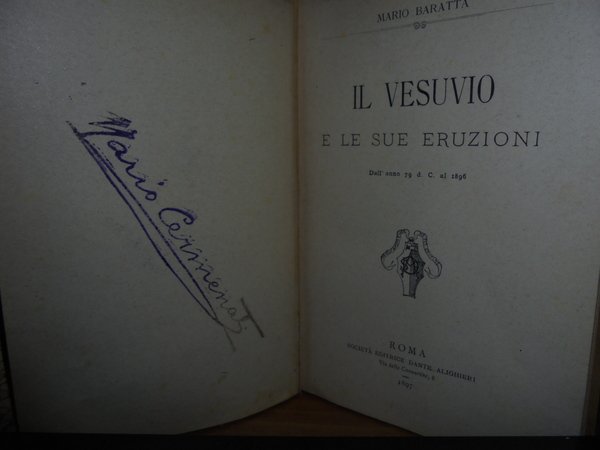 Mario Cermenati
MARIO BARATTA
IL VESUVIO
E LE SUE ERUZIONI
Dall'anno 79 d. C. al 1896
ROMA
SOCIETÀ EDITRICE DANTE ALIGHIERI
1897